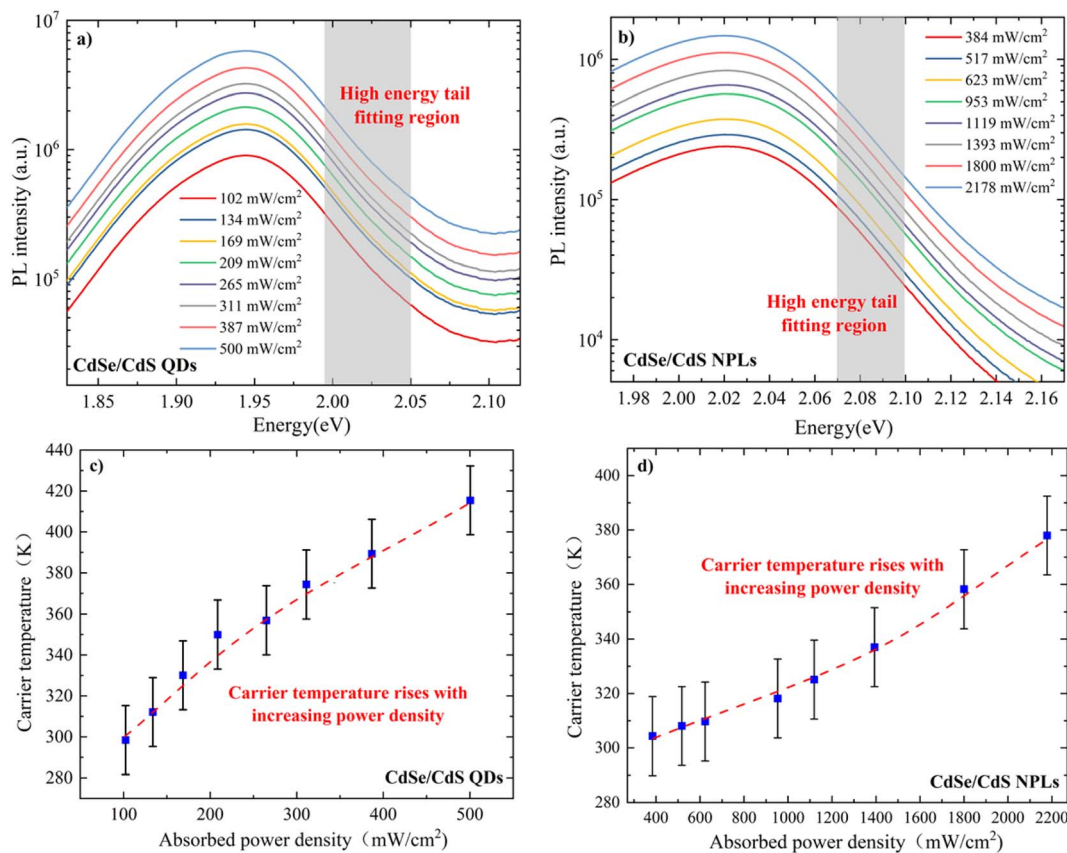 a)
High energy tail
fitting region
102 mW/cm²
134 mW/cm²
169 mW/cm²
209 mW/cm²
265 mW/cm²
311 mW/cm²
387 mW/cm²
500 mW/cm²
CdSe/CdS QDs
PL intensity (a.u.)
10⁷
10⁶
10⁵
1.85
1.90
1.95
2.00
2.05
2.10
Energy(eV)
b)
384 mW/cm²
517 mW/cm²
623 mW/cm²
953 mW/cm²
1119 mW/cm²
1393 mW/cm²
1800 mW/cm²
2178 mW/cm²
High energy tail
fitting region
CdSe/CdS NPLs
PL intensity (a.u.)
10⁶
10⁵
10⁴
1.98
2.00
2.02
2.04
2.06
2.08
2.10
2.12
2.14
2.16
Energy(eV)
c)
Carrier temperature rises with
increasing power density
CdSe/CdS QDs
Carrier temperature（K)
440
420
400
380
360
340
320
300
280
100
200
300
400
500
Absorbed power density（mW/cm²)
d)
Carrier temperature rises with
increasing power density
CdSe/CdS NPLs
Carrier temperature（K)
400
380
360
340
320
300
280
400
600
800
1000
1200
1400
1600
1800
2000
2200
Absorbed power density（mW/cm²)